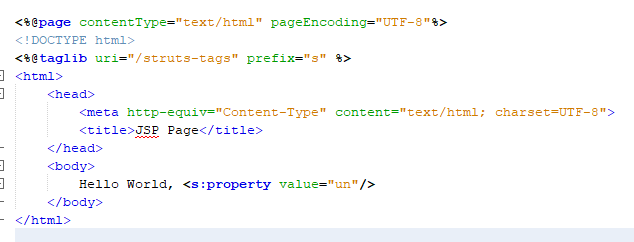 <%@page contentType="text/html" pageEncoding="UTF-8"%>
<!DOCTYPE html>
<%@taglib uri="/struts-tags" prefix="s" %>
<html>
    <head>
        <meta http-equiv="Content-Type" content="text/html; charset=UTF-8">
        <title>JSP Page</title>
    </head>
    <body>
        Hello World, <s:property value="un"/>
    </body>
</html>